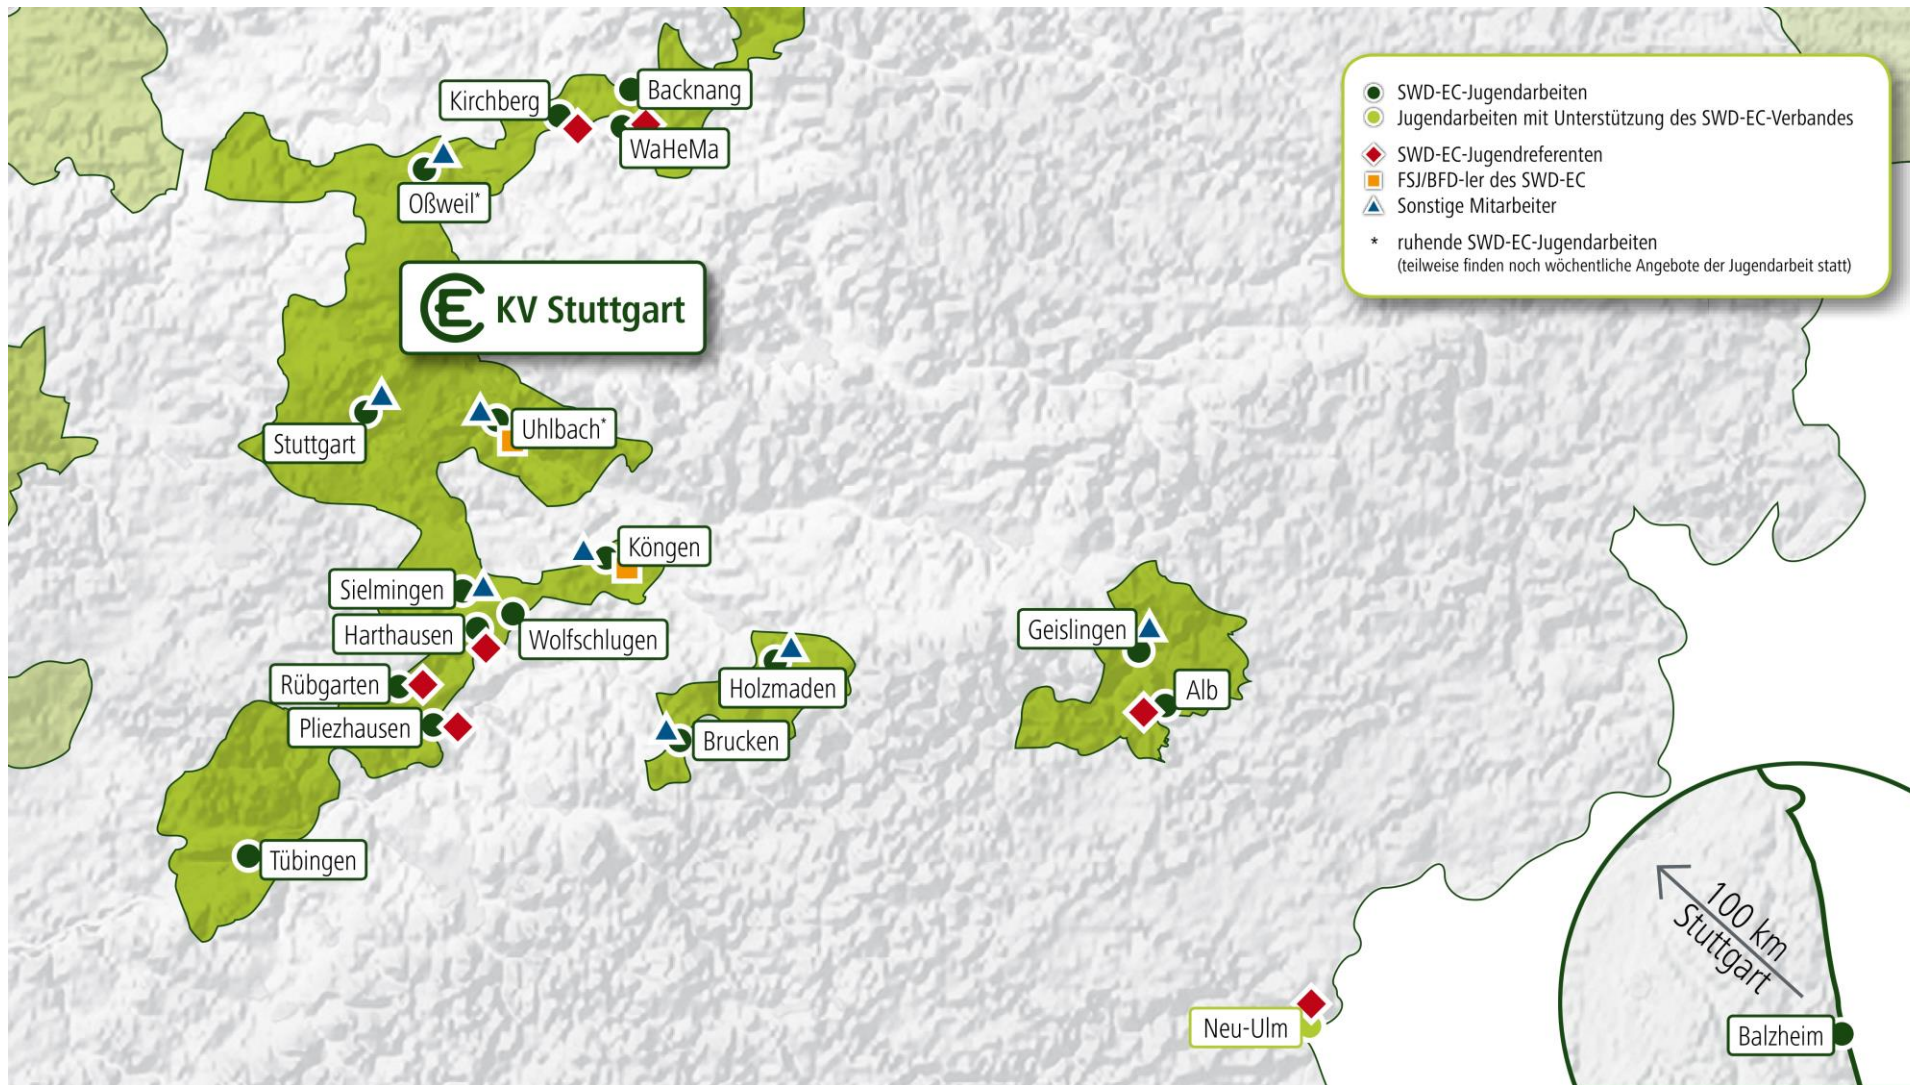 Kirchberg
Backnang
WaHeMa
Oßweil*
KV Stuttgart
Stuttgart
Uhlbach*
Köngen
Sielmingen
Harthausen
Wolfschlugen
Rübgarten
Pliezhausen
Holzmaden
Brucken
Tübingen
Geislingen
Alb
Neu-Ulm
Balzheim
100 km
Stuttgart
SWD-EC-Jugendarbeiten
Jugendarbeiten mit Unterstützung des SWD-EC-Verbandes
SWD-EC-Jugendreferenten
FSJ/BFD-ler des SWD-EC
Sonstige Mitarbeiter
* ruhende SWD-EC-Jugendarbeiten
(teilweise finden noch wöchentliche Angebote der Jugendarbeit statt)